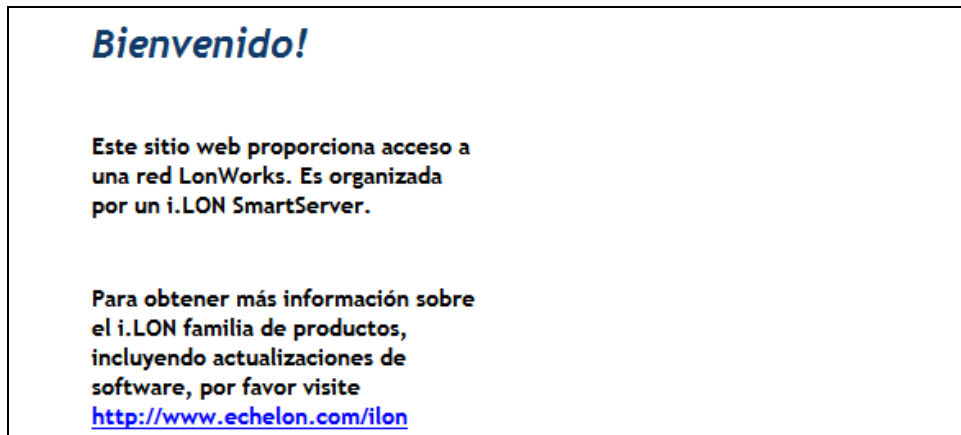 Bienvenido!
Este sitio web proporciona acceso a
una red LonWorks. Es organizada
por un i.LON SmartServer.
Para obtener más información sobre
el i.LON familia de productos,
incluyendo actualizaciones de
software, por favor visite
http://www.echelon.com/ilon